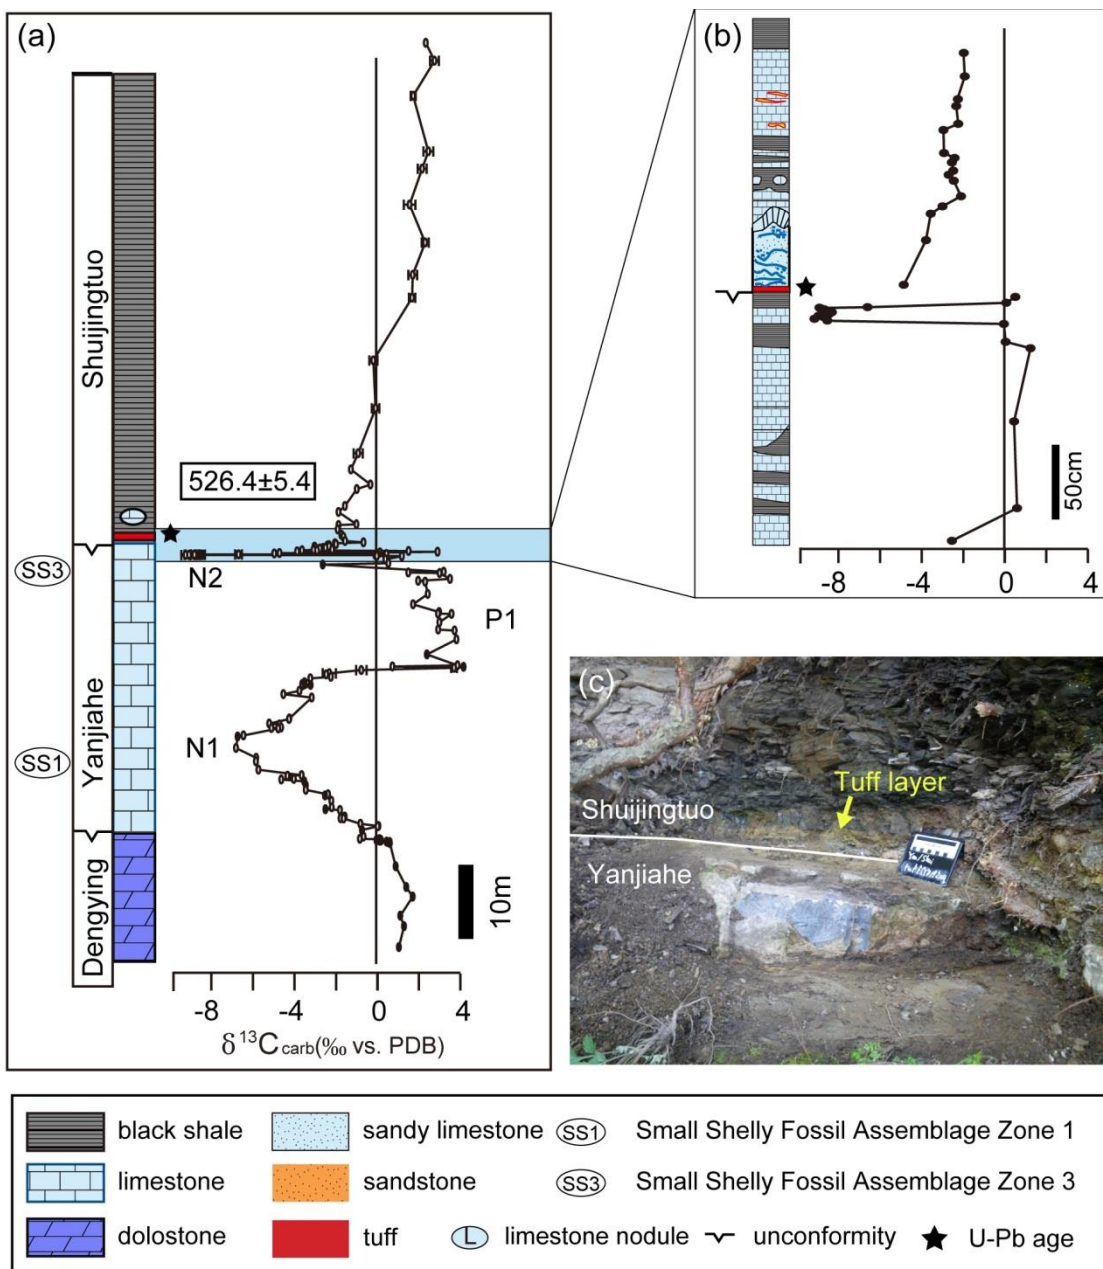 (a)
Shuijingtuo
Yanjiahe
Dengying
SS3
SS1
526.4±5.4
N2
P1
N1
10m
-8 -4 0 4
δ¹³Ccarb(‰ vs. PDB)
(b)
50cm
-8 -4 0 4
(c)
Tuff layer
Shuijingtuo
Yanjiahe
black shale
sandy limestone
SS1 Small Shelly Fossil Assemblage Zone 1
limestone
sandstone
SS3 Small Shelly Fossil Assemblage Zone 3
dolostone
tuff
L limestone nodule
unconformity
U-Pb age